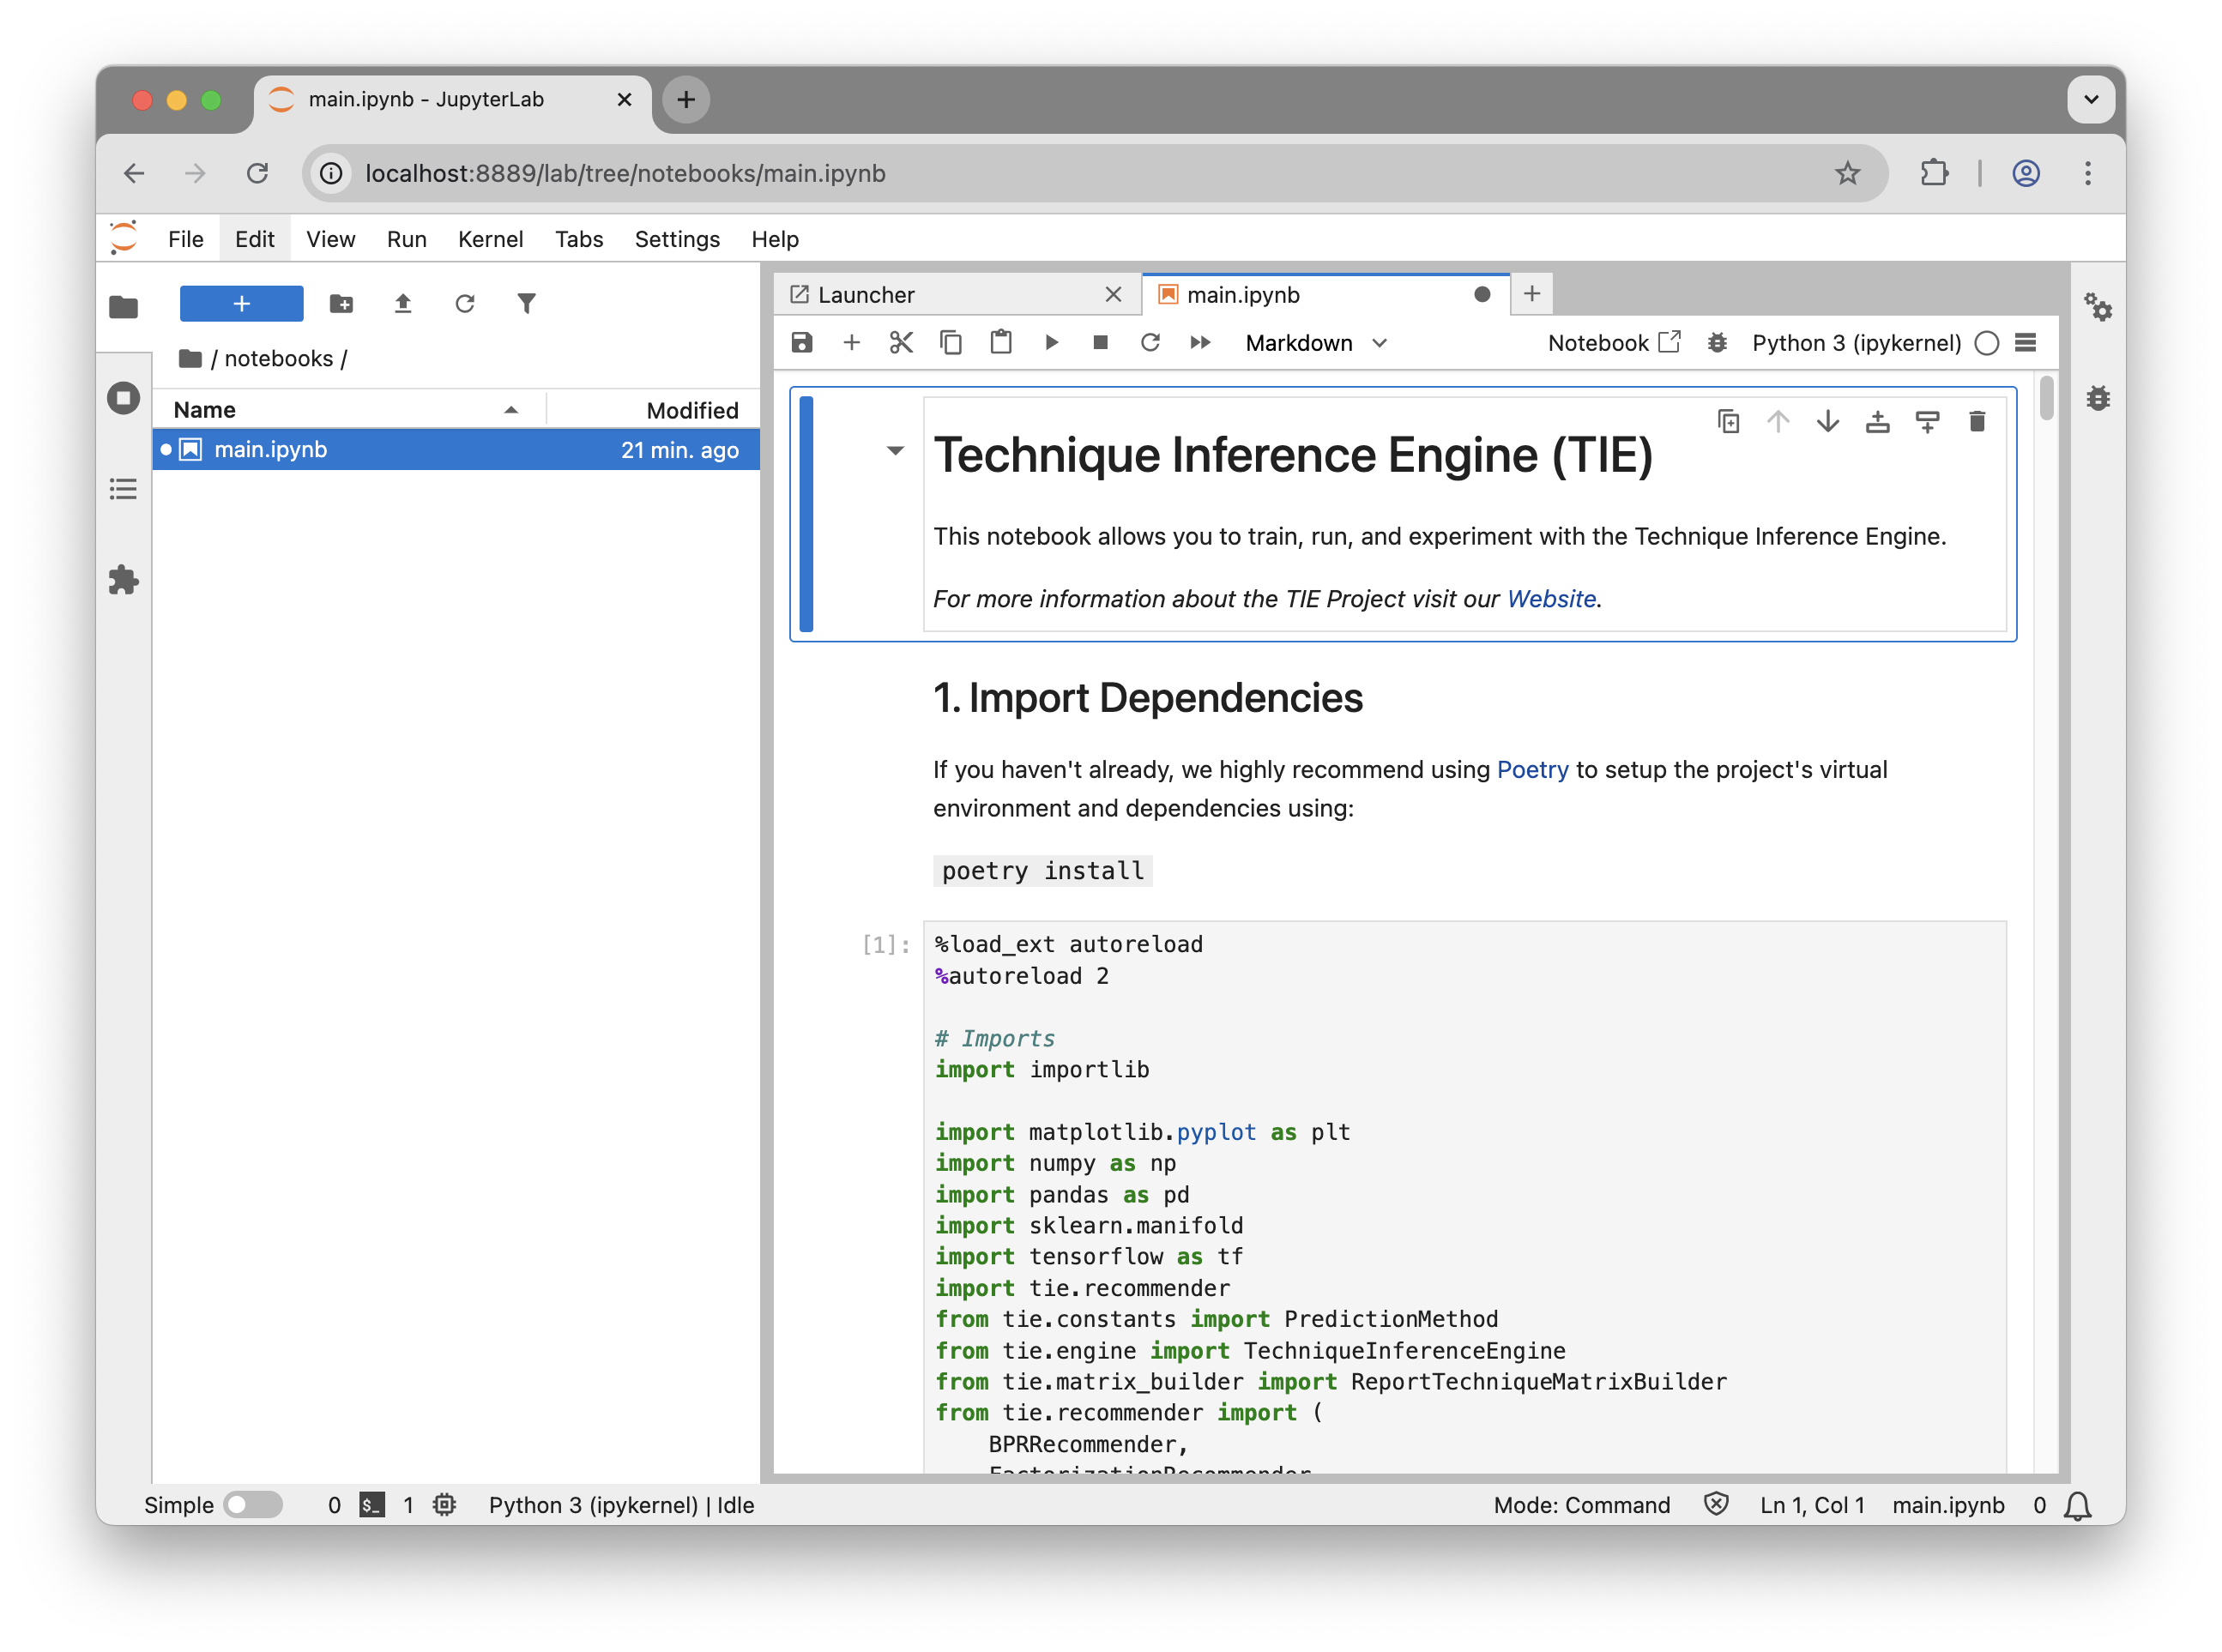 main.ipynb - JupyterLab
localhost:8889/lab/tree/notebooks/main.ipynb
File Edit View Run Kernel Tabs Settings Help
/ notebooks /
Name Modified
main.ipynb 21 min. ago
Launcher main.ipynb
Markdown Notebook Python 3 (ipykernel)
Technique Inference Engine (TIE)
This notebook allows you to train, run, and experiment with the Technique Inference Engine.
For more information about the TIE Project visit our Website.
1. Import Dependencies
If you haven't already, we highly recommend using Poetry to setup the project's virtual
environment and dependencies using:
poetry install
[1]:
%load_ext autoreload
%autoreload 2
# Imports
import importlib
import matplotlib.pyplot as plt
import numpy as np
import pandas as pd
import sklearn.manifold
import tensorflow as tf
import tie.recommender
from tie.constants import PredictionMethod
from tie.engine import TechniqueInferenceEngine
from tie.matrix_builder import ReportTechniqueMatrixBuilder
from tie.recommender import (
    BPRRecommender,
    FactorizationRecommender
Simple 0 $_ 1 Python 3 (ipykernel) | Idle Mode: Command Ln 1, Col 1 main.ipynb 0